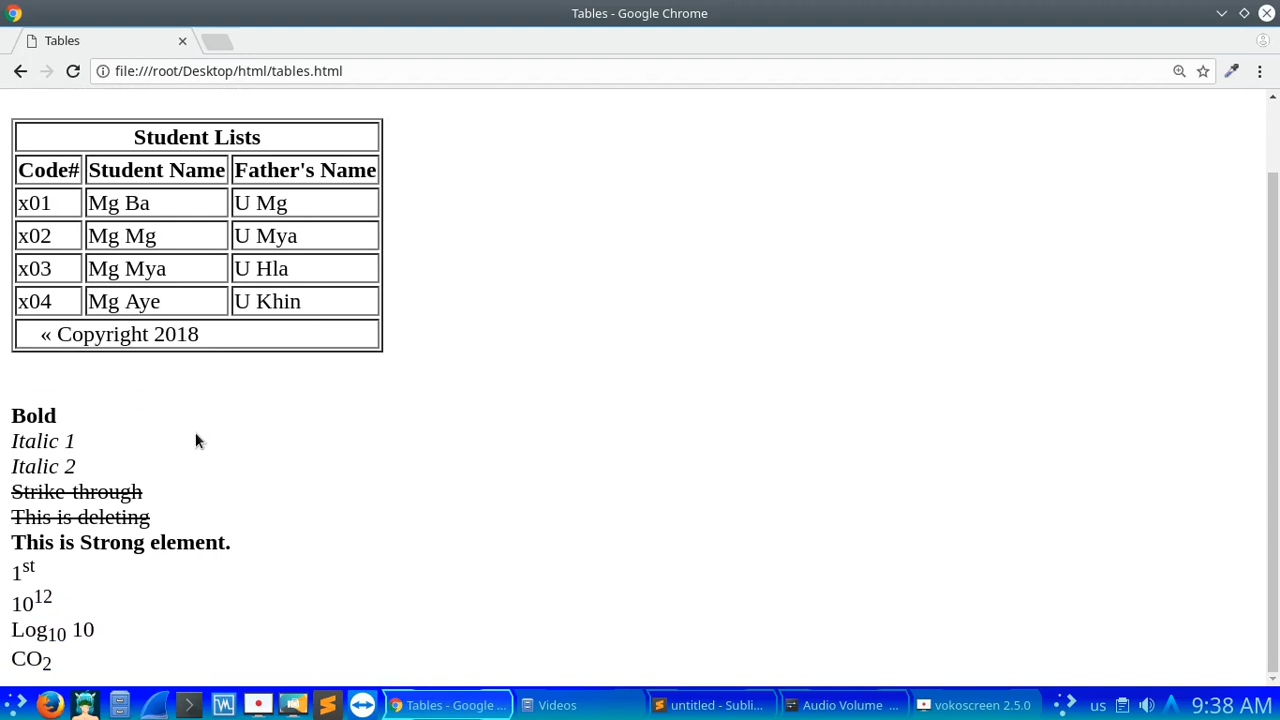 Tables - Google Chrome
Tables
file:///root/Desktop/html/tables.html
Student Lists
Code# Student Name Father's Name
x01 Mg Ba U Mg
x02 Mg Mg U Mya
x03 Mg Mya U Hla
x04 Mg Aye U Khin
« Copyright 2018
Bold
Italic 1
Italic 2
Strike-through
This is deleting
This is Strong element.
1st
10^12
Log10 10
CO2
Tables - Google ... Videos untitled - Subli... Audio Volume ... vokoscreen 2.5.0 us 9:38 AM